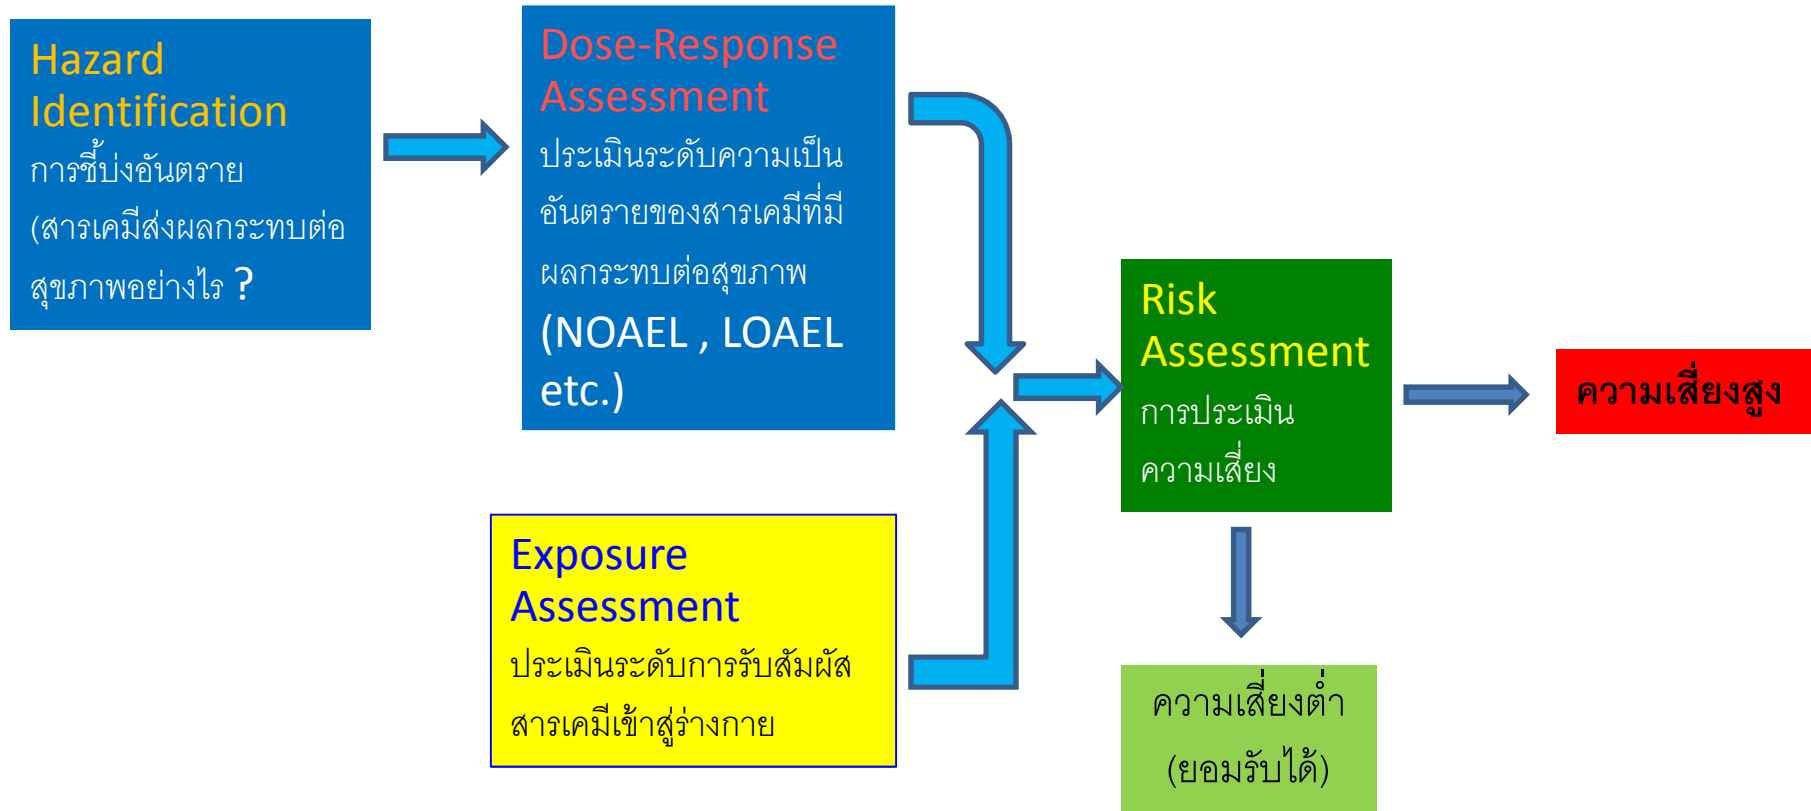 Hazard
Identification
การชี้บ่งอันตราย
(สารเคมีส่งผลกระทบต่อ
สุขภาพอย่างไร ?
Dose-Response
Assessment
ประเมินระดับความเป็น
อันตรายของสารเคมีที่มี
ผลกระทบต่อสุขภาพ
(NOAEL , LOAEL
etc.)
Exposure
Assessment
ประเมินระดับการรับสัมผัส
สารเคมีเข้าสู่ร่างกาย
Risk
Assessment
การประเมิน
ความเสี่ยง
ความเสี่ยงสูง
ความเสี่ยงต่ำ
(ยอมรับได้)